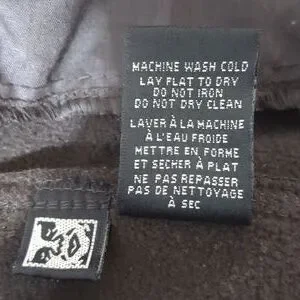 MACHINE WASH COLD
LAY FLAT TO DRY
DO NOT IRON
DO NOT DRY CLEAN
LAVER À LA MACHINE
À L'EAU FROIDE
METTRE EN FORME
ET SECHER À PLAT
NE PAS REPASSER
PAS DE NETTOYAGE
À SEC